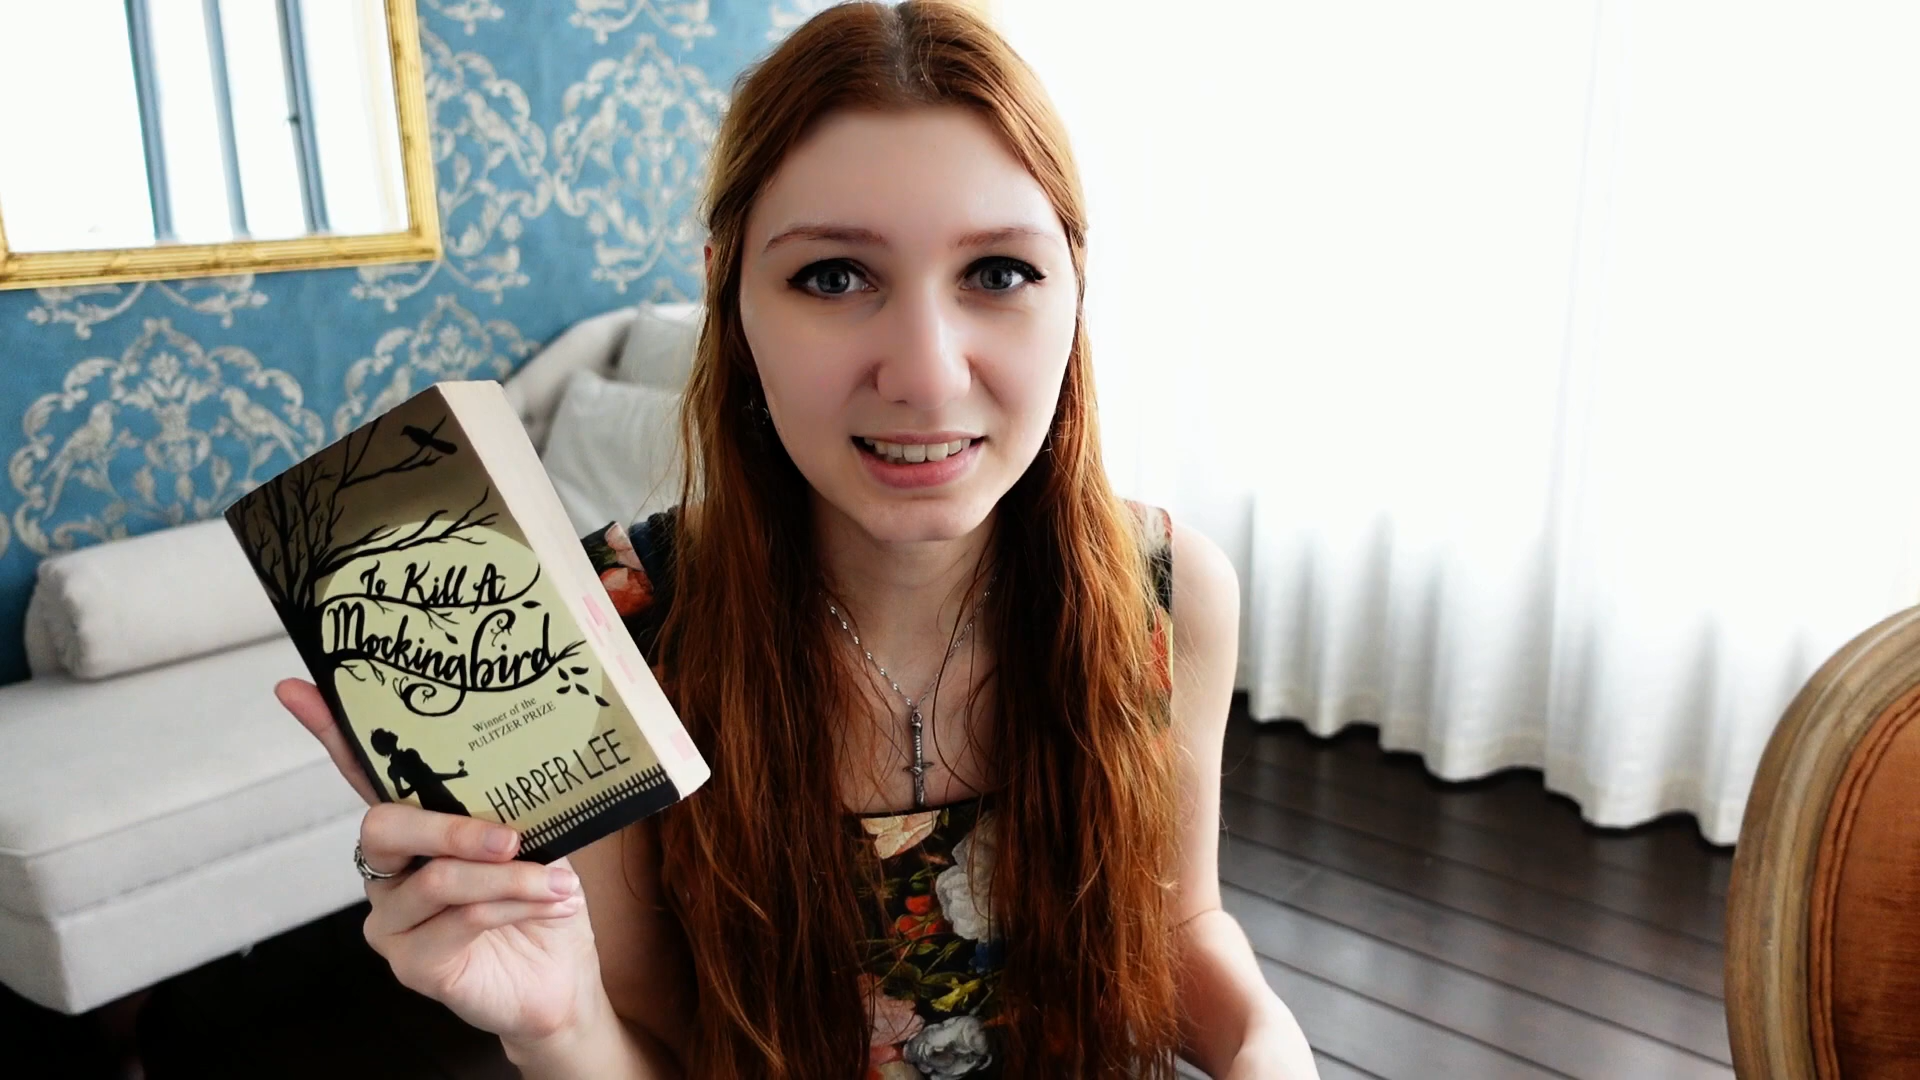 To Kill A
Mockingbird
Winner of the
PULITZER PRIZE
HARPER LEE